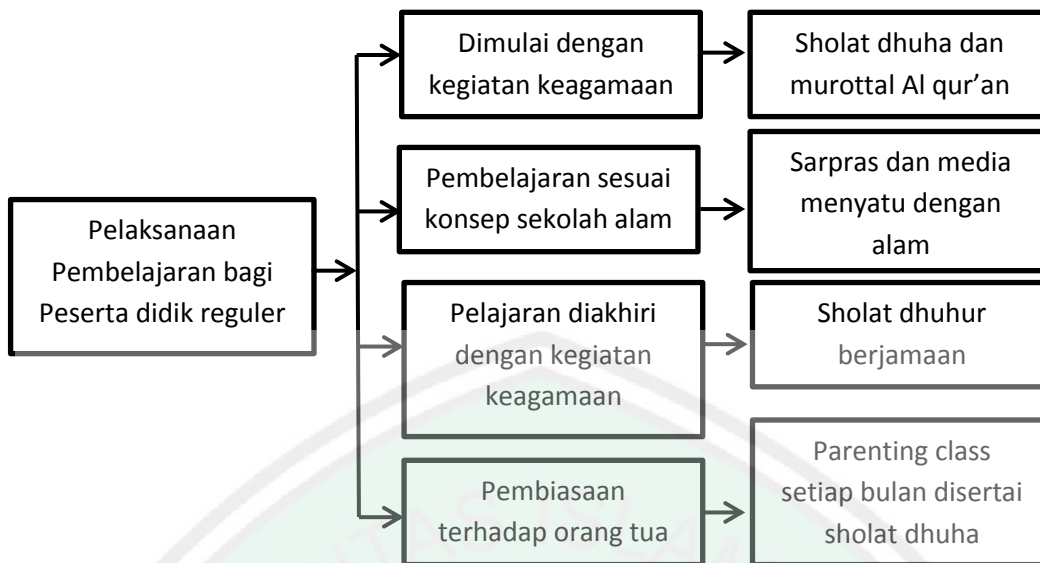 Pelaksanaan
Pembelajaran bagi
Peserta didik reguler
Dimulai dengan
kegiatan keagamaan
Sholat dhuha dan
murottal Al qur’an
Pembelajaran sesuai
konsep sekolah alam
Sarpras dan media
menyatu dengan
alam
Pelajaran diakhiri
dengan kegiatan
keagamaan
Sholat dhuhur
berjamaan
Pembiasaan
terhadap orang tua
Parenting class
setiap bulan disertai
sholat dhuha